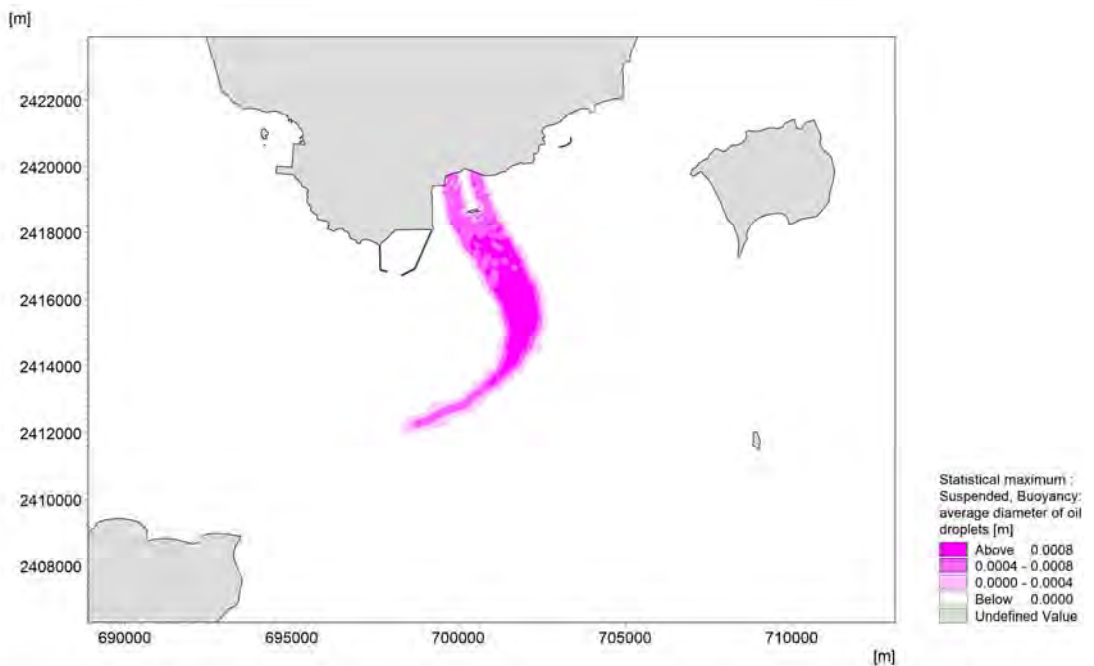 [m]
2422000
2420000
2418000
2416000
2414000
2412000
2410000
2408000
690000 695000 700000 705000 710000
[m]
Statistical maximum :
Suspended, Buoyancy:
average diameter of oil
droplets [m]
Above 0.0008
0.0004 - 0.0008
0.0000 - 0.0004
Below 0.0000
Undefined Value